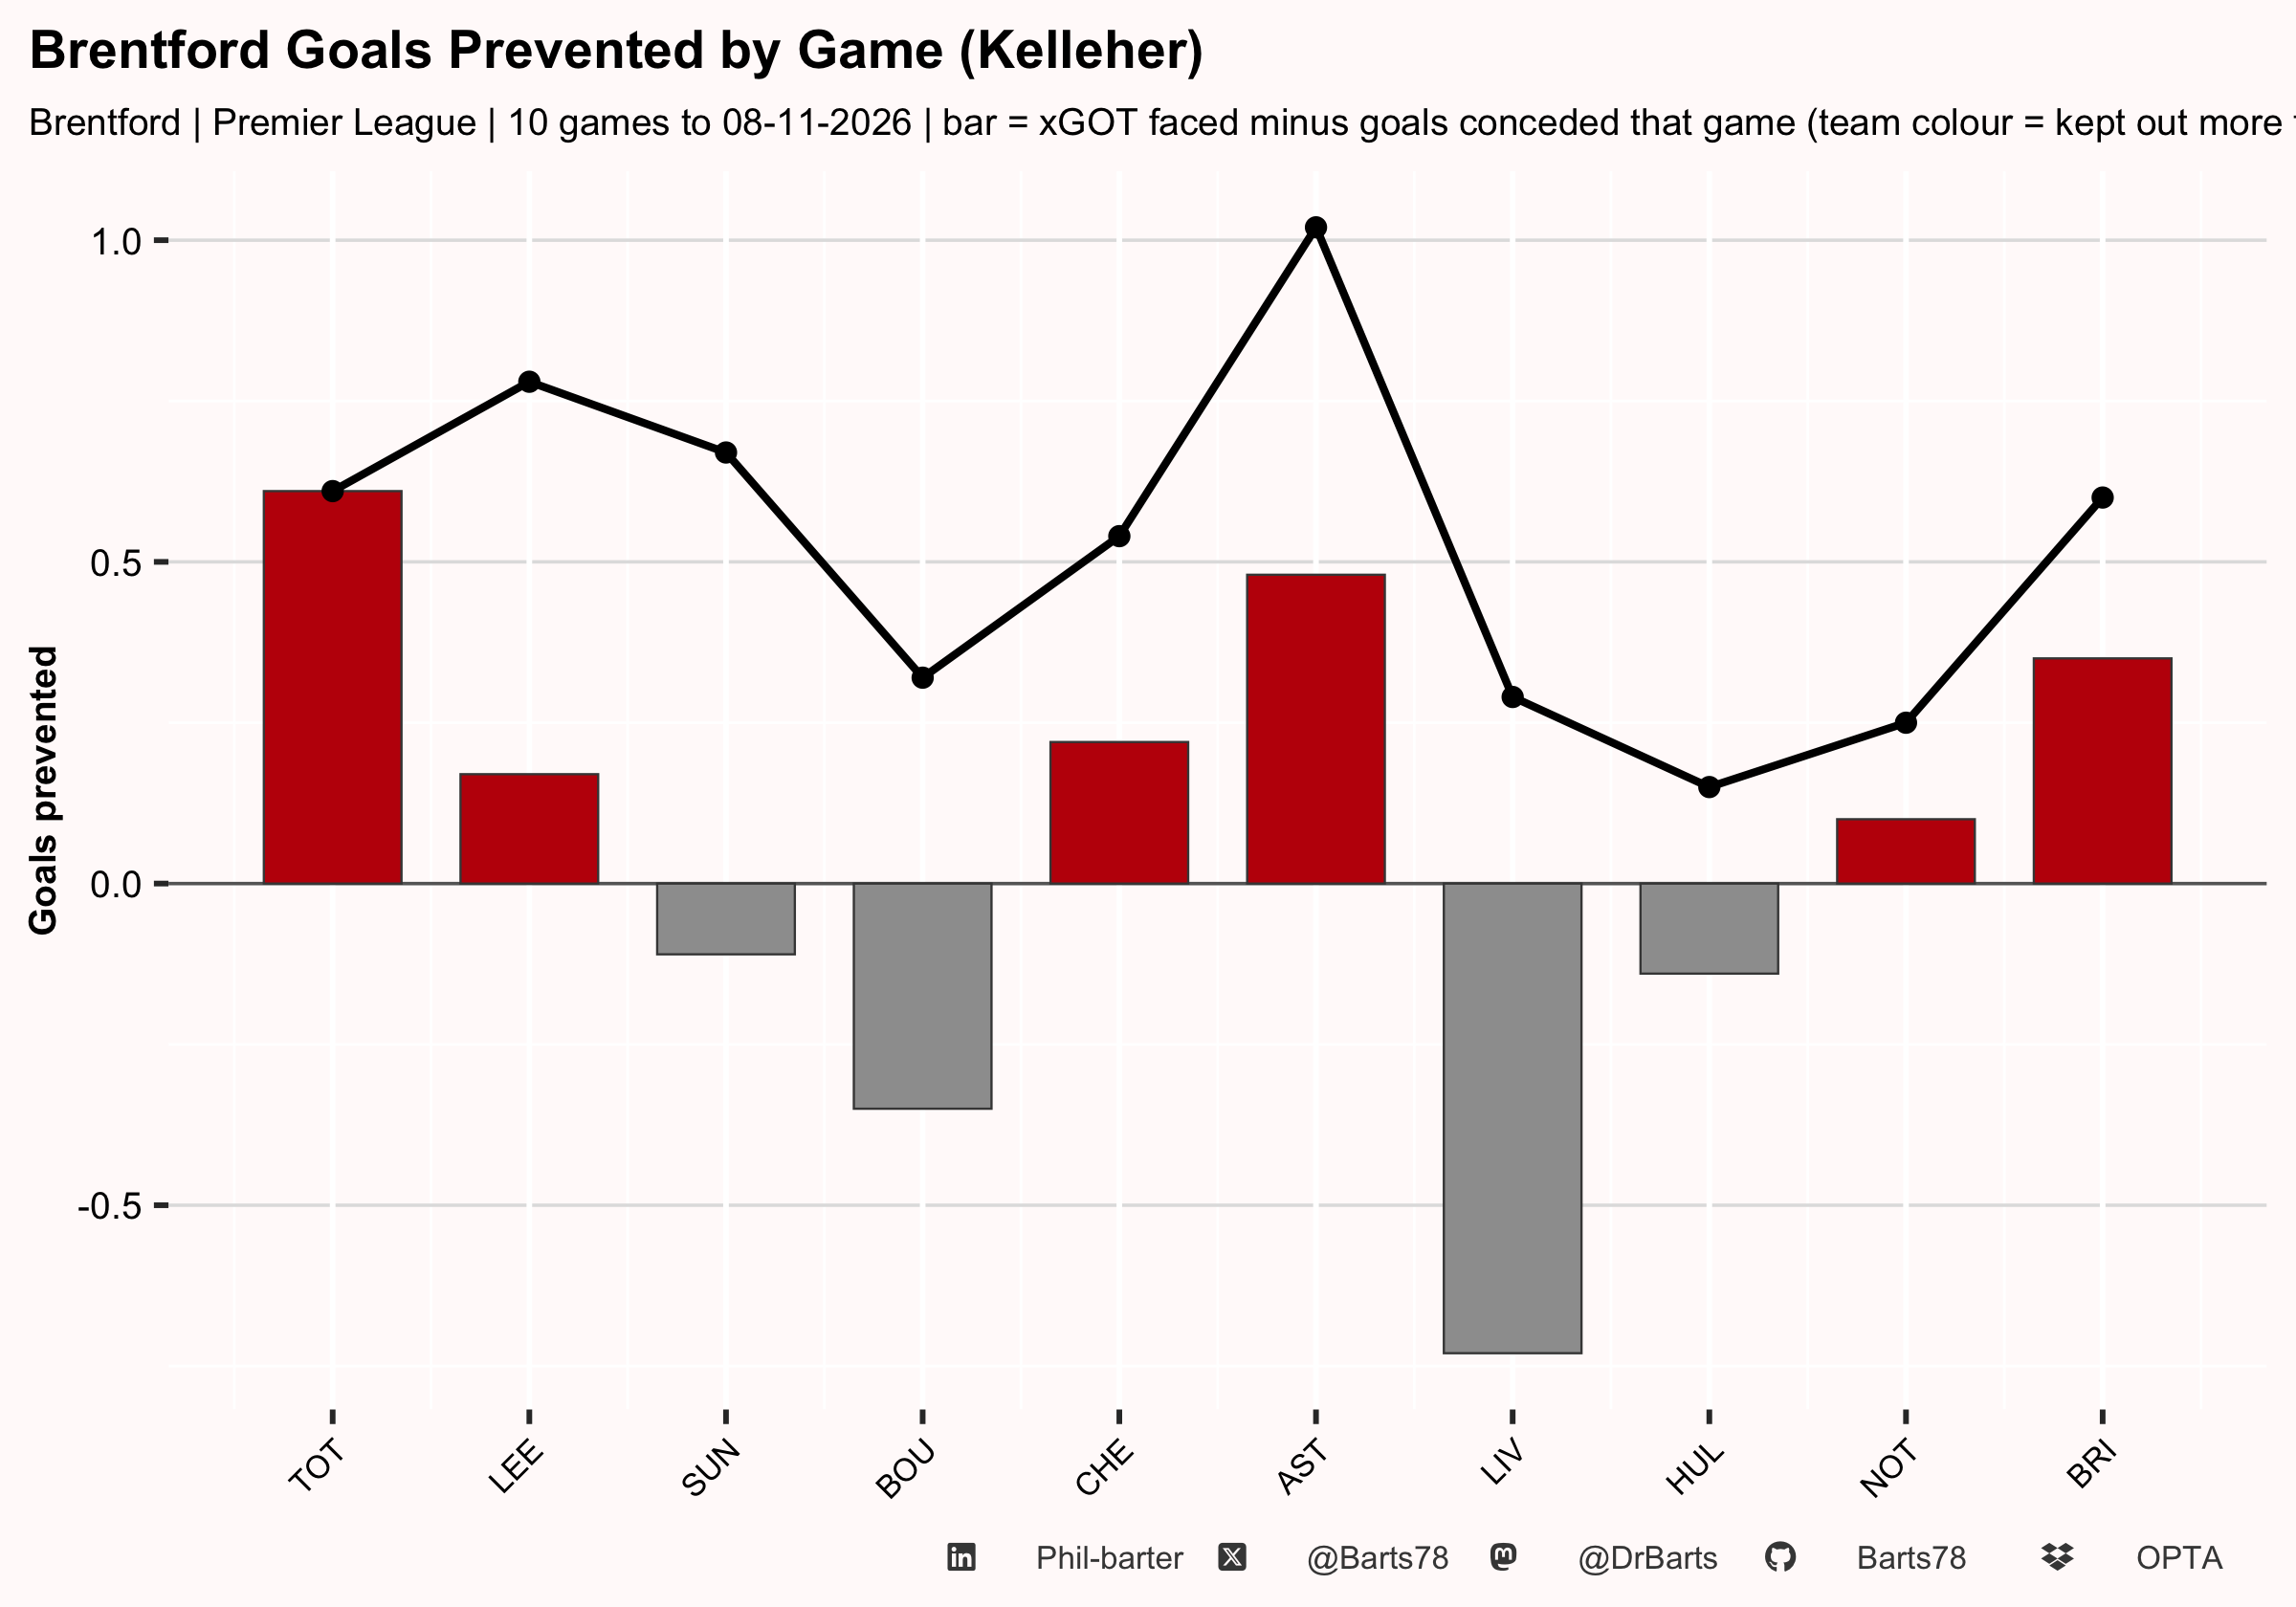 Brentford Goals Prevented by Game (Kelleher)
Brentford | Premier League | 10 games to 08-11-2026 | bar = xGOT faced minus goals conceded that game (team colour = kept out more
1.0
0.5
0.0
-0.5
Goals prevented
TOT
LEE
SUN
BOU
CHE
AST
LIV
HUL
NOT
BRI
Phil-barter @Barts78 @DrBarts Barts78 OPTA